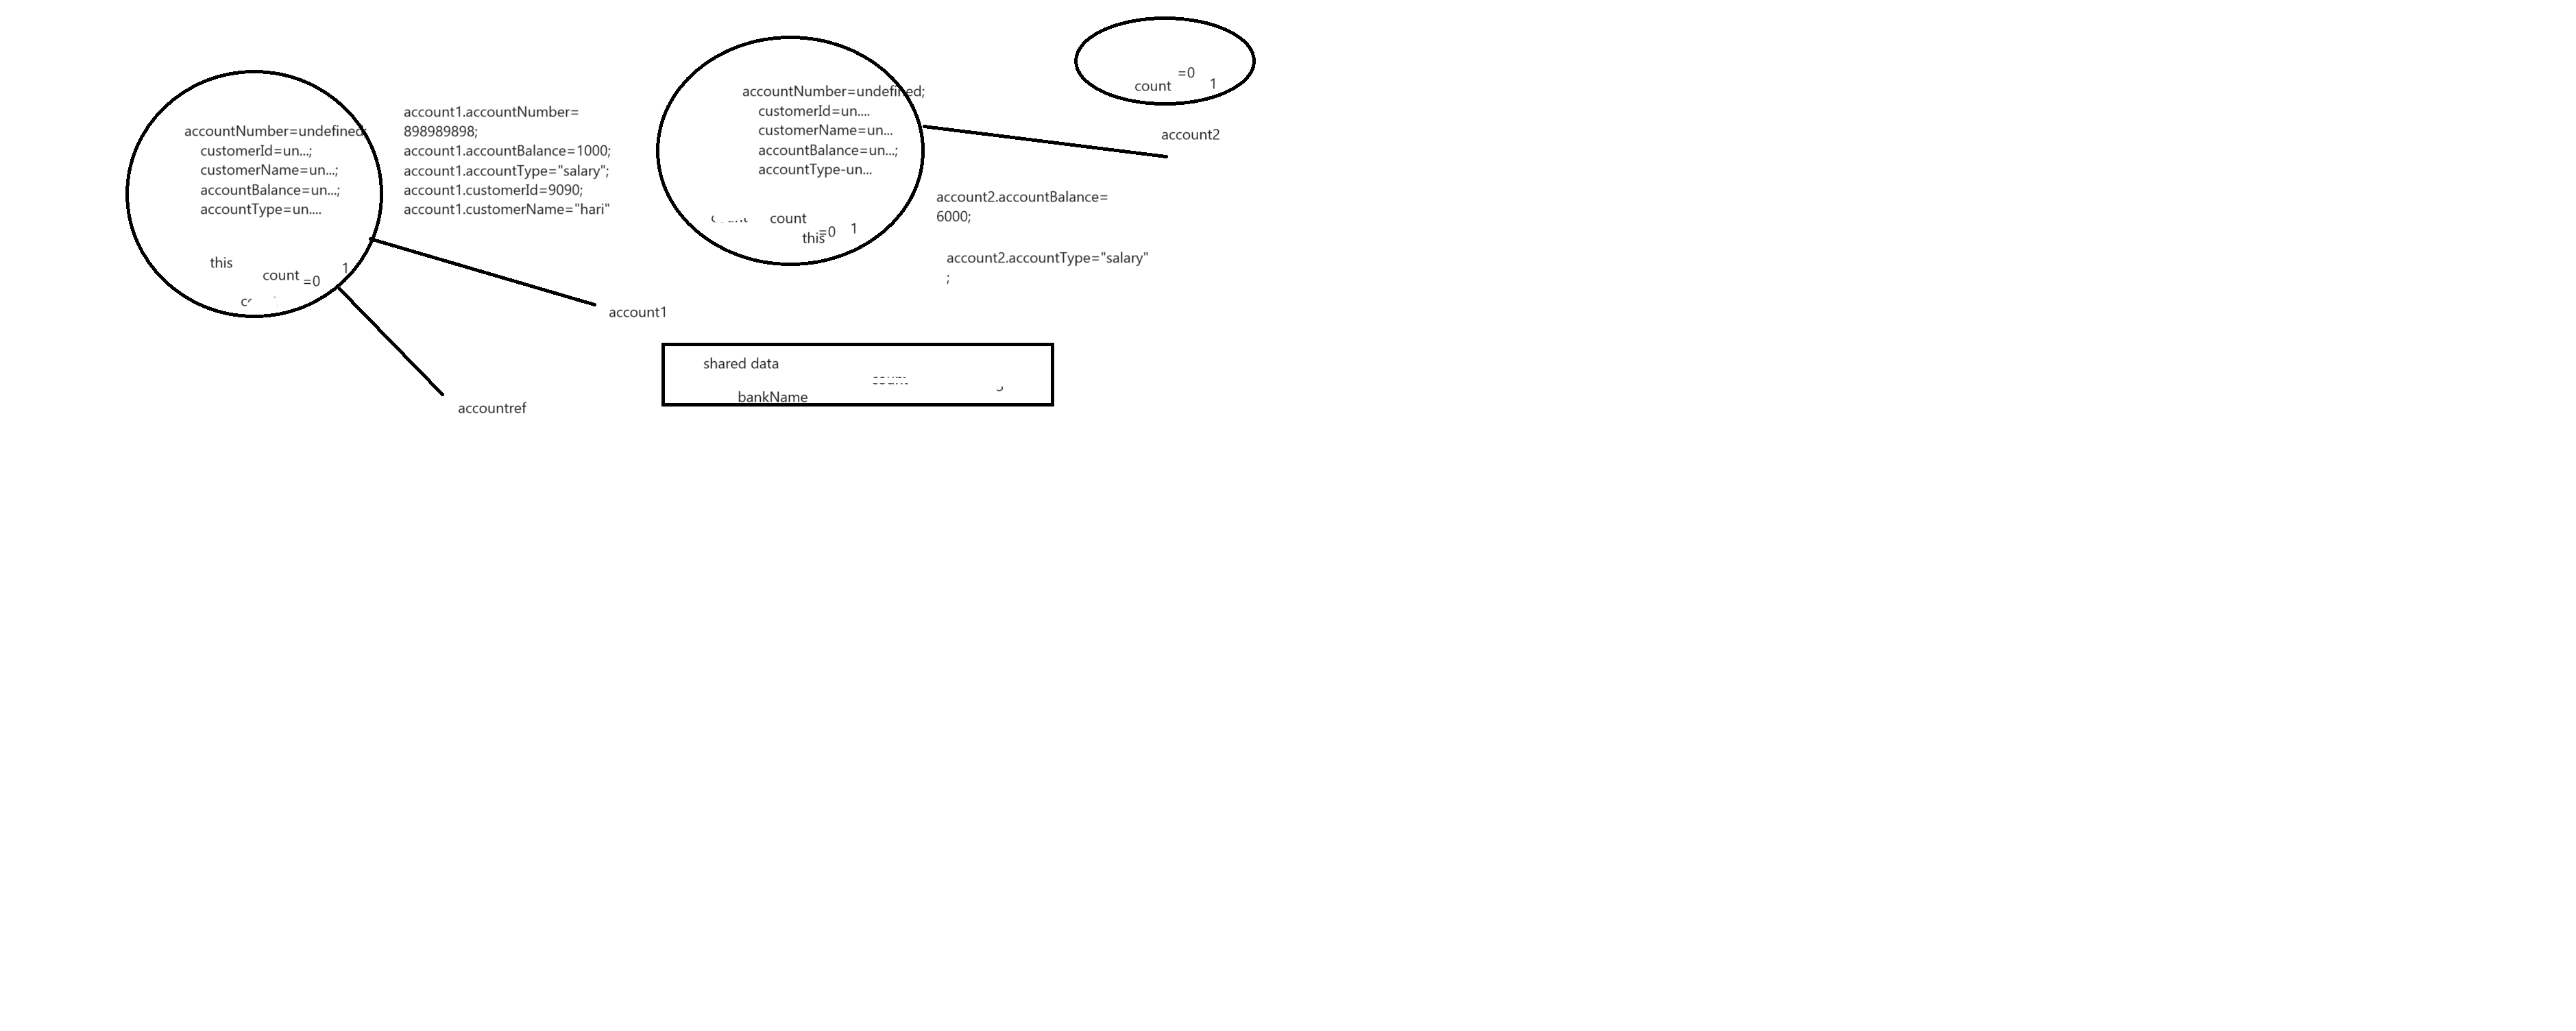 accountNumber=undefined;
customerId=un...;
customerName=un...;
accountBalance=un...;
accountType=un....
this
count
=0
1
account1.accountNumber=
898989898;
account1.accountBalance=1000;
account1.accountType="salary";
account1.customerId=9090;
account1.customerName="hari"
account1
accountref
accountNumber=undefined;
customerId=un....
customerName=un...
accountBalance=un...;
accountType-un...
count
this
=0
1
=0
count
1
account2
account2.accountBalance=
6000;
account2.accountType="salary"
;
shared data
bankName